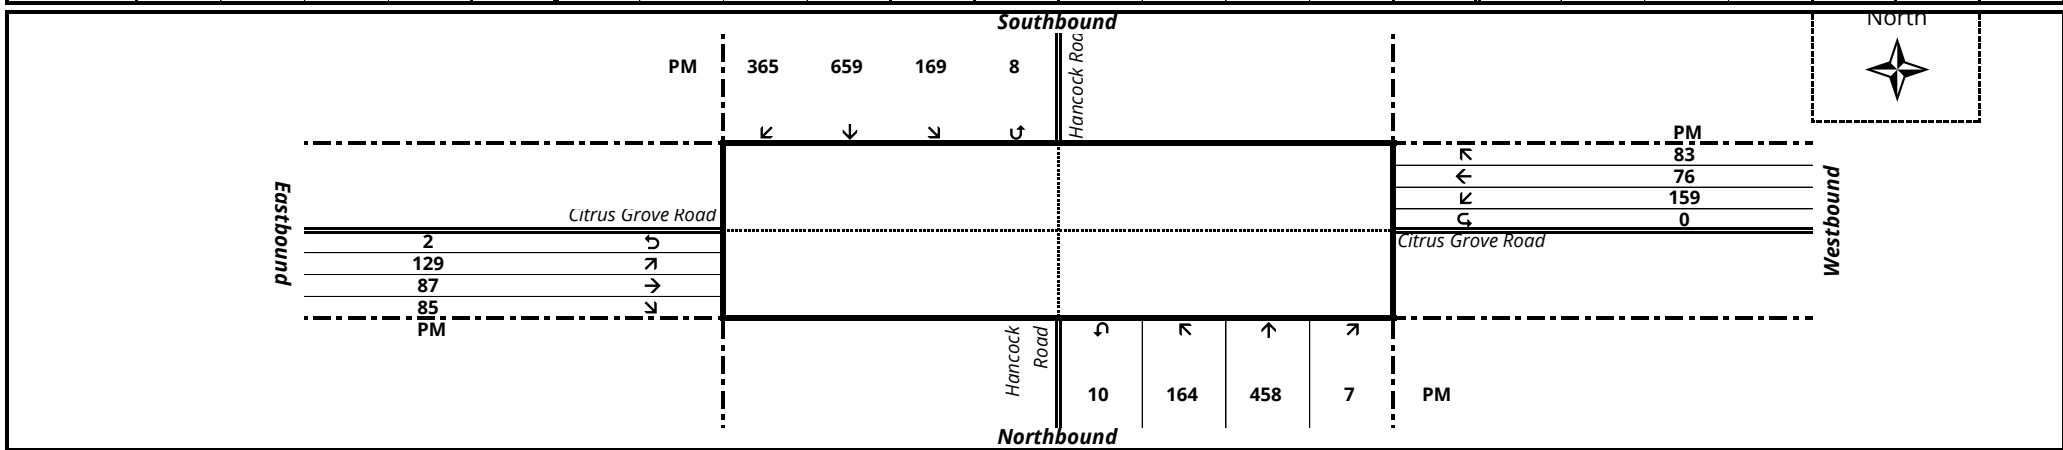 Southbound
North
PM 365 659 169 8
Hancock Roa
PM
83
76
159
0
Westbound
Citrus Grove Road
Eastbound
Citrus Grove Road
2
129
87
85
PM
Hancock
Road
10 164 458 7 PM
Northbound